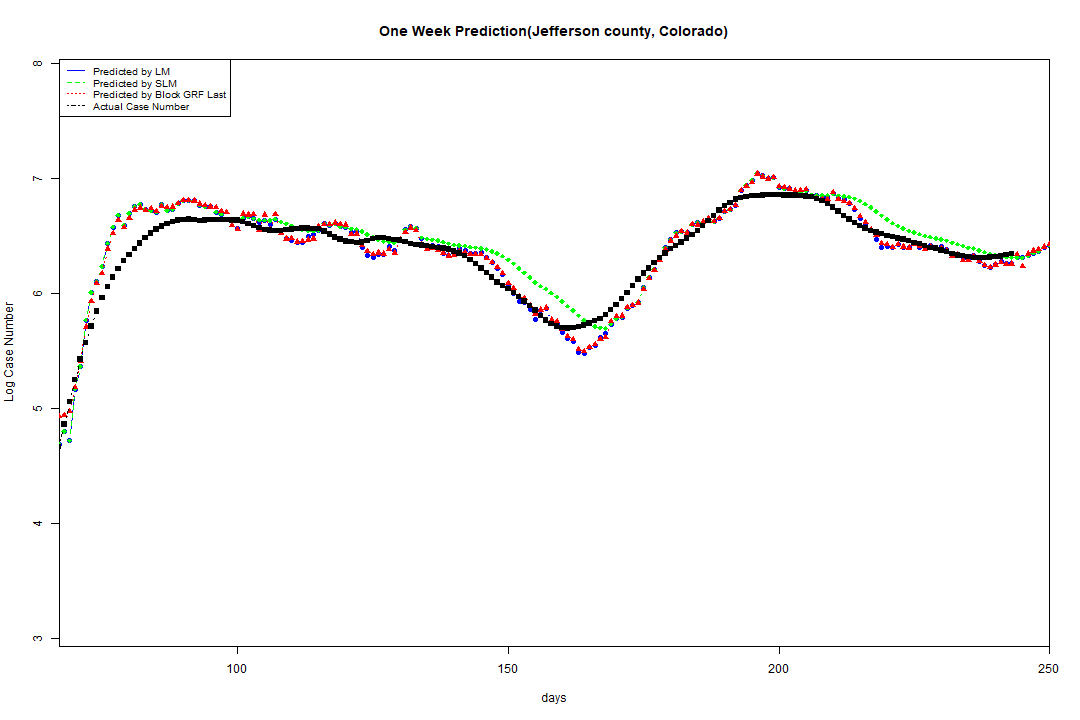 One Week Prediction(Jefferson county, Colorado)
Predicted by LM
Predicted by SLM
Predicted by Block GRF Last
Actual Case Number
8
7
6
5
4
3
Log Case Number
100
150
200
250
days